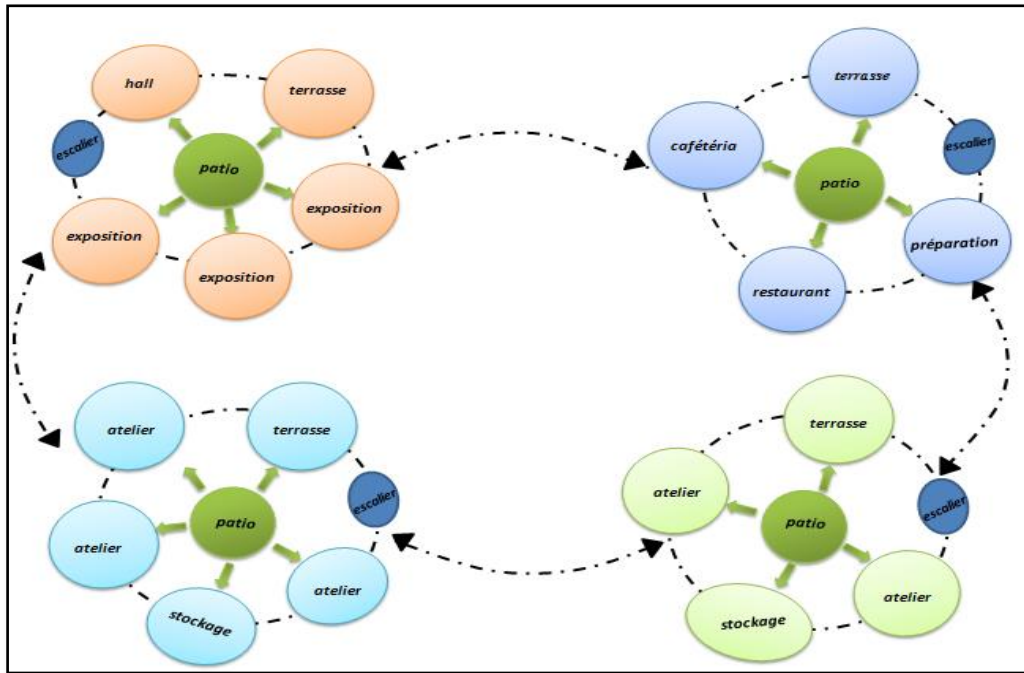 hall
terrasse
escalier
patio
exposition
exposition
exposition
terrasse
cafétéria
escalier
patio
préparation
restaurant
atelier
terrasse
escalier
patio
atelier
atelier
stockage
terrasse
atelier
escalier
patio
atelier
stockage